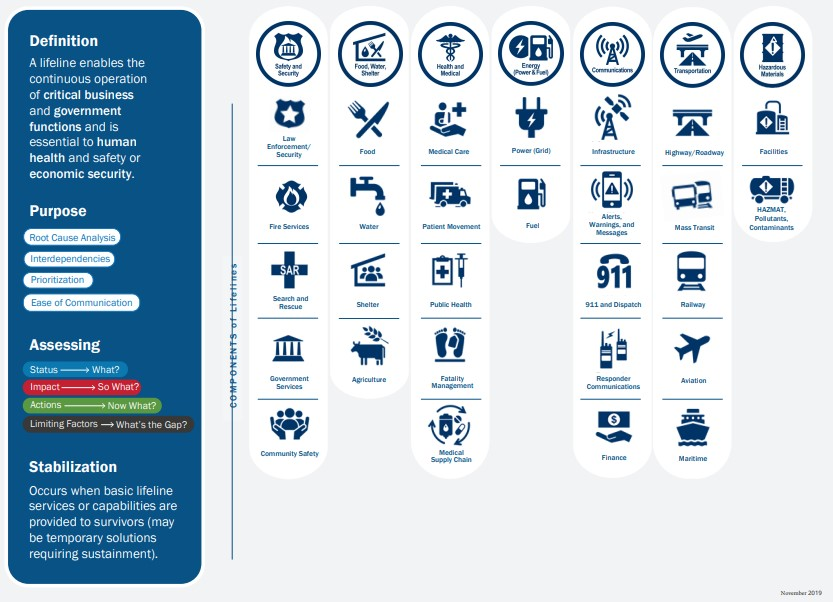 Definition
A lifeline enables the
continuous operation
of critical business
and government
functions and is
essential to human
health and safety or
economic security.
Purpose
Root Cause Analysis
Interdependencies
Prioritization
Ease of Communication
Assessing
Status What?
Impact So What?
Actions Now What?
Limiting Factors What's the Gap?
Stabilization
Occurs when basic lifeline
services or capabilities are
provided to survivors (may
be temporary solutions
requiring sustainment).
COMPONENTS of Lifelines
Safety and
Security
Law
Enforcement/
Security
Fire Services
SAR
Search and
Rescue
Government
Services
Community Safety
Food, Water,
Shelter
Food
Water
Shelter
Agriculture
Health and
Medical
Medical Care
Patient Movement
Public Health
Fatality
Management
Medical
Supply Chain
Energy
(Power & Fuel)
Power (Grid)
Fuel
Communications
Infrastructure
Alerts,
Warnings, and
Messages
911
911 and Dispatch
Responder
Communications
$
Finance
Transportation
Highway/Roadway
Mass Transit
Railway
Aviation
Maritime
Hazardous
Materials
Facilities
HAZMAT,
Pollutants,
Contaminants
November 2019